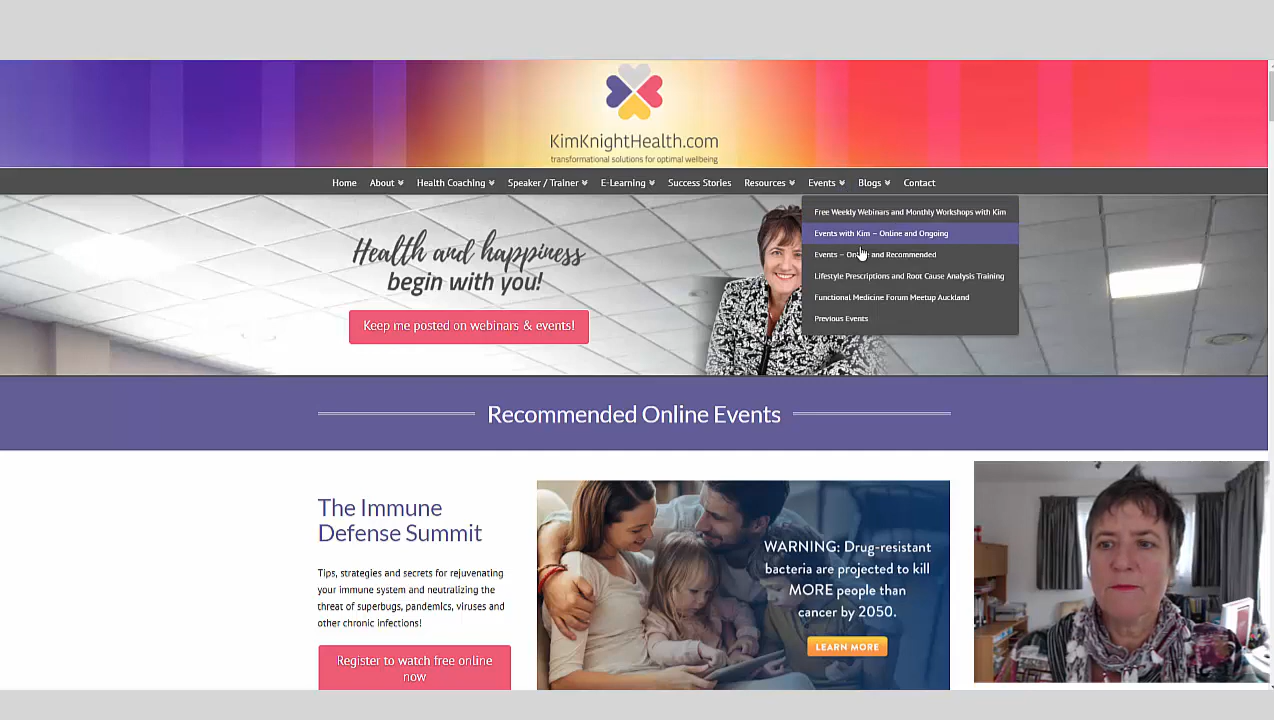 KimKnightHealth.com
transformational solutions for optimal wellbeing
Home About Health Coaching Speaker / Trainer E-Learning Success Stories Resources Events Blogs Contact
Free Weekly Webinars and Monthly Workshops with Kim
Events with Kim – Online and Ongoing
Events – Online and Recommended
Lifestyle Prescriptions and Root Cause Analysis Training
Functional Medicine Forum Meetup Auckland
Previous Events
Health and happiness
begin with you!
Keep me posted on webinars & events!
Recommended Online Events
The Immune
Defense Summit
Tips, strategies and secrets for rejuvenating
your immune system and neutralizing the
threat of superbugs, pandemics, viruses and
other chronic infections!
Register to watch free online
now
WARNING: Drug-resistant
bacteria are projected to kill
MORE people than
cancer by 2050.
LEARN MORE